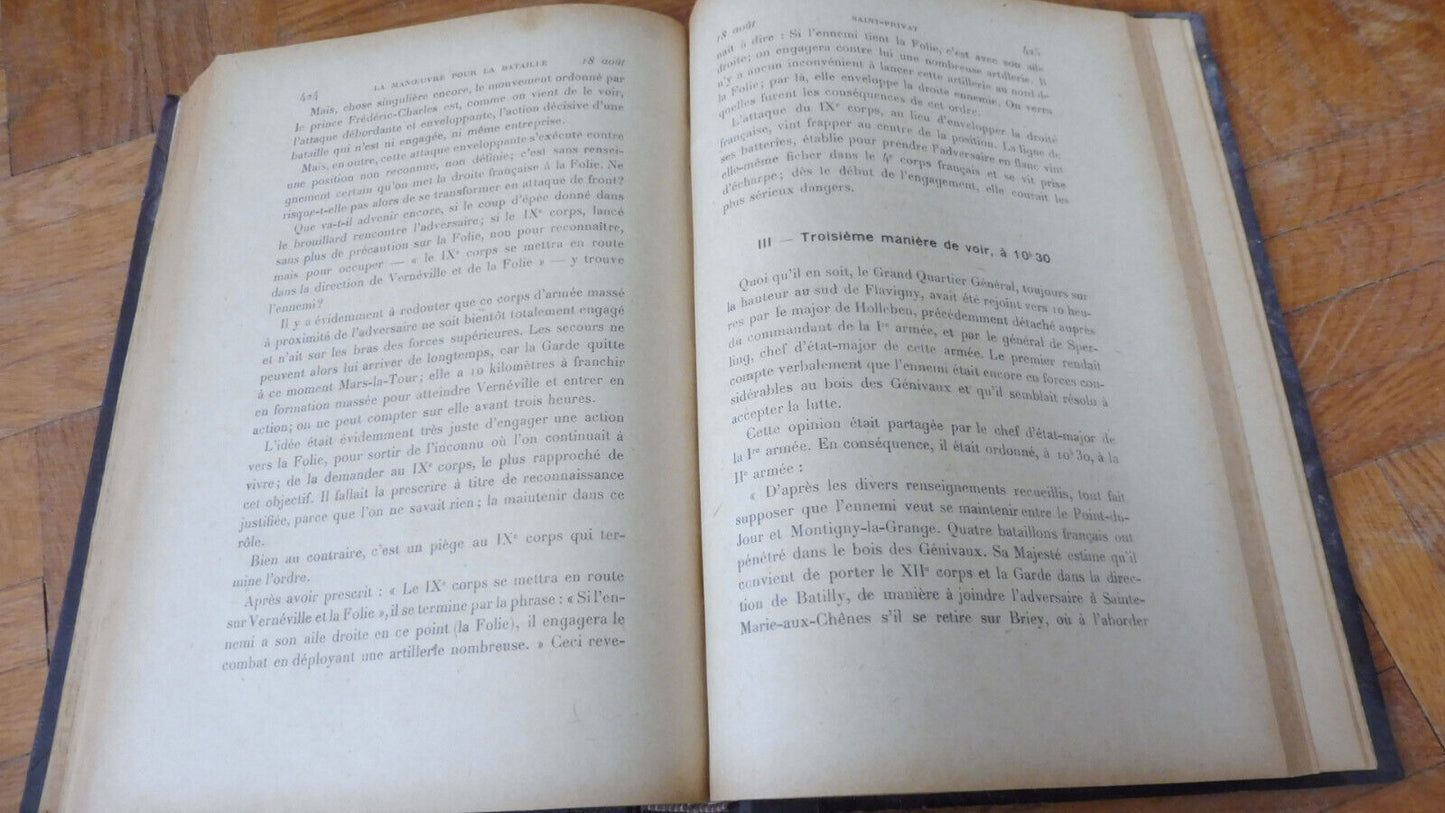 424
LA MANŒUVRE POUR LA BATAILLE
18 août
Mais, chose singulière encore, le mouvement ordonné par
le prince Frédéric-Charles est, comme on vient de le voir,
l'attaque débordante et enveloppante, l'action décisive d'une
bataille qui n'est ni engagée, ni même entreprise.
Mais, en outre, cette attaque enveloppante s'exécute contre
une position non reconnue, non définie; c'est sans rensei-
gnement certain qu'on met la droite française à la Folie. Ne
risque-t-elle pas alors de se transformer en attaque de front?
Que va-t-il advenir encore, si le coup d'épée donné dans
le brouillard rencontre l'adversaire; si le IXe corps, lancé
sans plus de précaution sur la Folie, non pour reconnaître,
mais pour occuper — « le IXe corps se mettra en route
dans la direction de Vernéville et de la Folie » — y trouve
l'ennemi?
Il y a évidemment à redouter que ce corps d'armée massé
à proximité de l'adversaire ne soit bientôt totalement engagé
et n'ait sur les bras des forces supérieures. Les secours ne
peuvent alors lui arriver de longtemps, car la Garde quitte
à ce moment Mars-la-Tour; elle a 10 kilomètres à franchir
en formation massée pour atteindre Vernéville et entrer en
action; on ne peut compter sur elle avant trois heures.
L'idée était évidemment très juste d'engager une action
vers la Folie, pour sortir de l'inconnu où l'on continuait à
vivre; de la demander au IXe corps, le plus rapproché de
cet objectif. Il fallait la prescrire à titre de reconnaissance
justifiée, parce que l'on ne savait rien; la maintenir dans ce
rôle.
Bien au contraire, c'est un piège au IXe corps qui ter-
mine l'ordre.
Après avoir prescrit : « Le IXe corps se mettra en route
sur Vernéville et la Folie », il se termine par la phrase : « Si l'en-
nemi a son aile droite en ce point (la Folie), il engagera le
combat en déployant une artillerie nombreuse. » Ceci reve-
18 août
SAINT-PRIVAT
425
nait à dire : Si l'ennemi tient la Folie, c'est avec son aile
droite; on engagera contre lui une nombreuse artillerie. Il
n'y a aucun inconvénient à lancer cette artillerie au nord de
la Folie; par là, elle enveloppe la droite ennemie. On verra
quelles furent les conséquences de cet ordre.
L'attaque du IXe corps, au lieu d'envelopper la droite
française, vint frapper au centre de la position. La ligne de
ses batteries, établie pour prendre l'adversaire en flanc vint
elle-même ficher dans le 4e corps français et se vit prise
d'écharpe; dès le début de l'engagement, elle courait les
plus sérieux dangers.
III — Troisième manière de voir, à 10h 30
Quoi qu'il en soit, le Grand Quartier Général, toujours sur
la hauteur au sud de Flavigny, avait été rejoint vers 10 heu-
res par le major de Holleben, précédemment détaché auprès
du commandant de la Ire armée, et par le général de Sper-
ling, chef d'état-major de cette armée. Le premier rendait
compte verbalement que l'ennemi était encore en forces con-
sidérables au bois des Génivaux et qu'il semblait résolu à
accepter la lutte.
Cette opinion était partagée par le chef d'état-major de
la Ire armée. En conséquence, il était ordonné, à 10h 30, à la
IIe armée :
« D'après les divers renseignements recueillis, tout fait
supposer que l'ennemi veut se maintenir entre le Point-du-
Jour et Montigny-la-Grange. Quatre bataillons français ont
pénétré dans le bois des Génivaux. Sa Majesté estime qu'il
convient de porter le XIIe corps et la Garde dans la direc-
tion de Batilly, de manière à joindre l'adversaire à Sainte-
Marie-aux-Chênes s'il se retire sur Briey, où à l'aborder